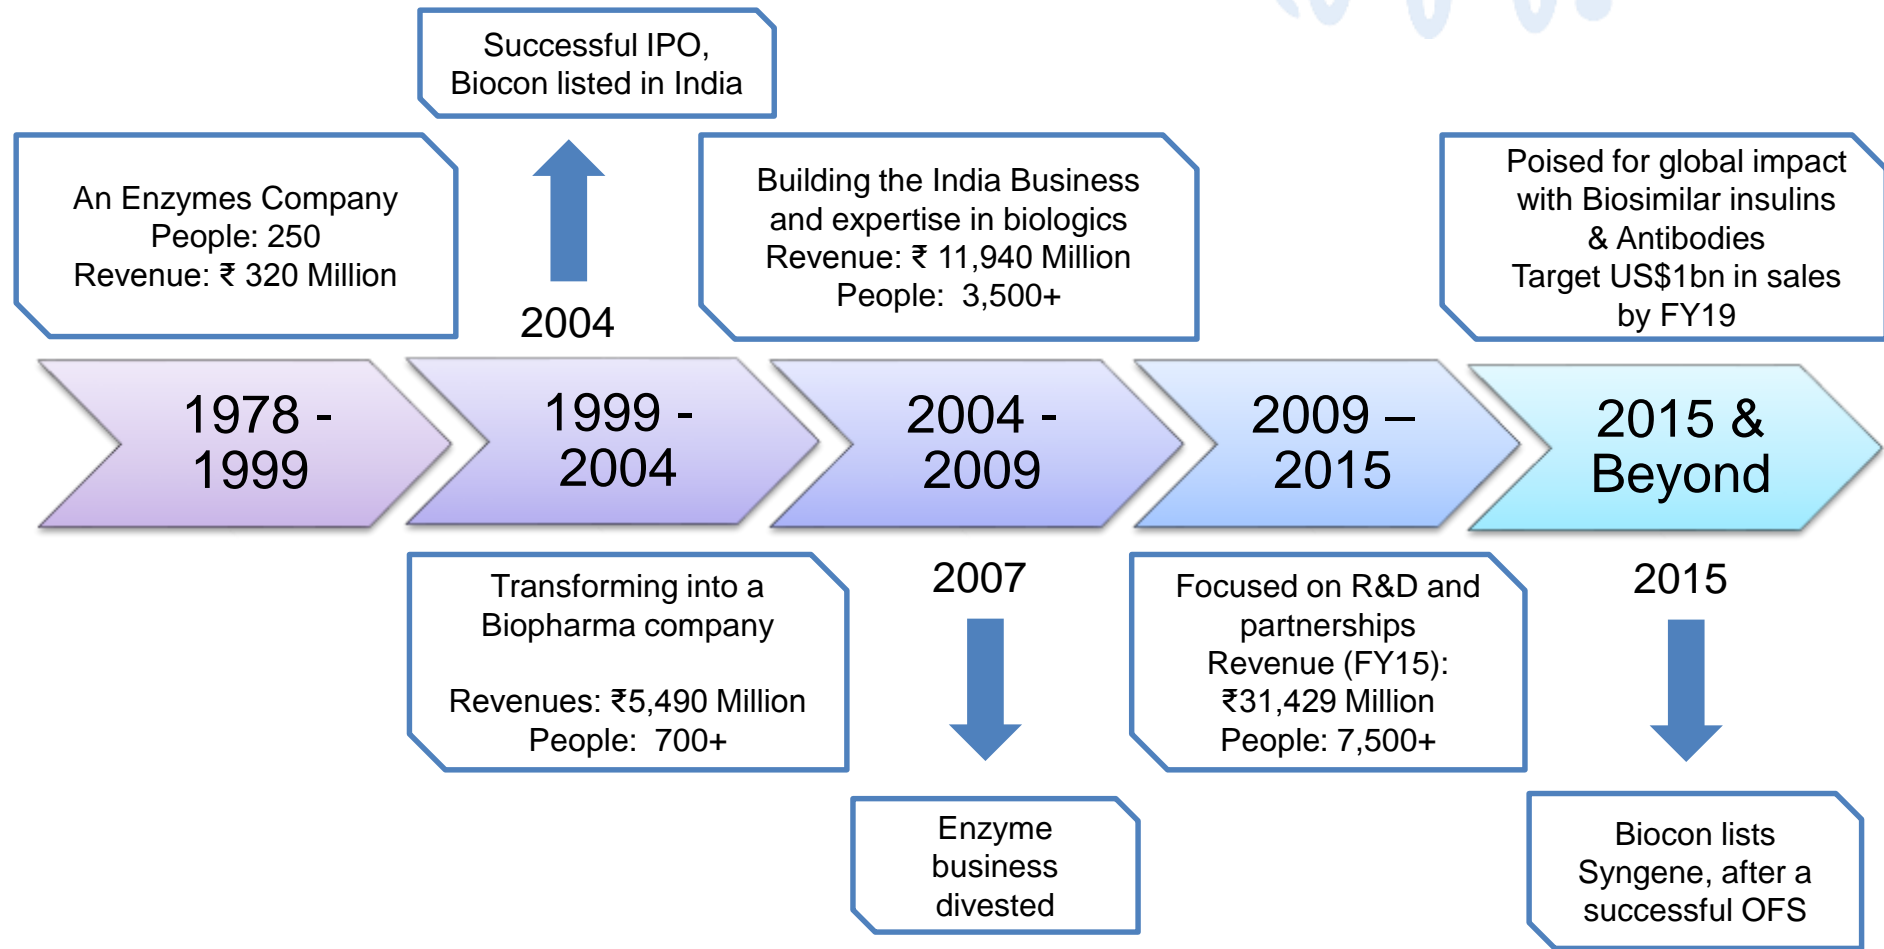 Successful IPO,
Biocon listed in India
An Enzymes Company
People: 250
Revenue: ₹ 320 Million
2004
Building the India Business
and expertise in biologics
Revenue: ₹ 11,940 Million
People:  3,500+
Poised for global impact
with Biosimilar insulins
& Antibodies
Target US$1bn in sales
by FY19
1978 -
1999
1999 -
2004
2004 -
2009
2009 –
2015
2015 &
Beyond
Transforming into a
Biopharma company
Revenues: ₹5,490 Million
People:  700+
2007
Enzyme
business
divested
Focused on R&D and
partnerships
Revenue (FY15):
₹31,429 Million
People: 7,500+
2015
Biocon lists
Syngene, after a
successful OFS